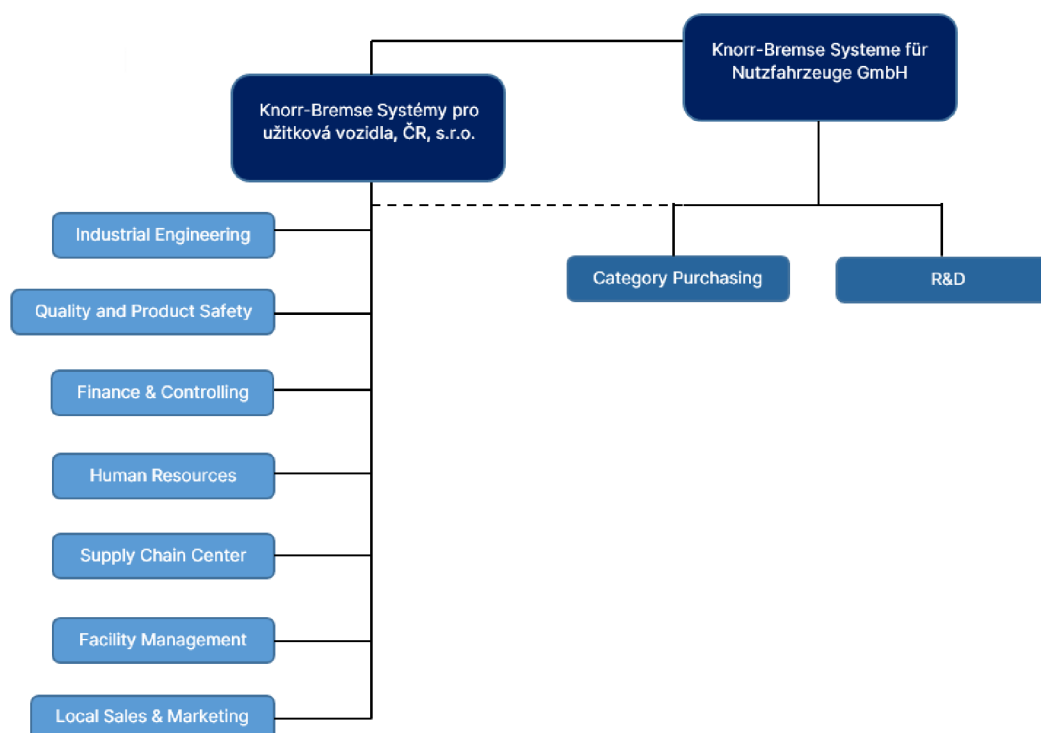 Knorr-Bremse Systeme für
Nutzfahrzeuge GmbH
Knorr-Bremse Systémy pro
užitková vozidla, ČR, s.r.o.
Industrial Engineering
Category Purchasing
R&D
Quality and Product Safety
Finance & Controlling
Human Resources
Supply Chain Center
Facility Management
Local Sales & Marketing